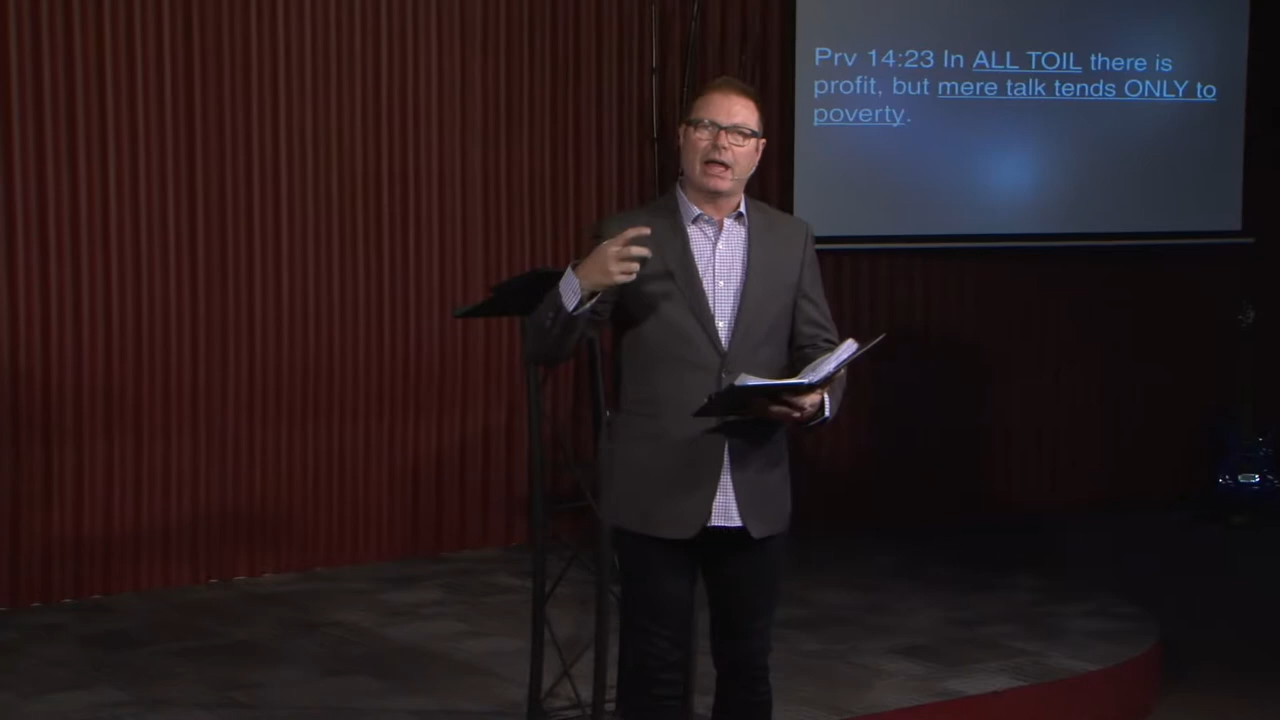 Prv 14:23 In ALL TOIL there is
profit, but mere talk tends ONLY to
poverty.